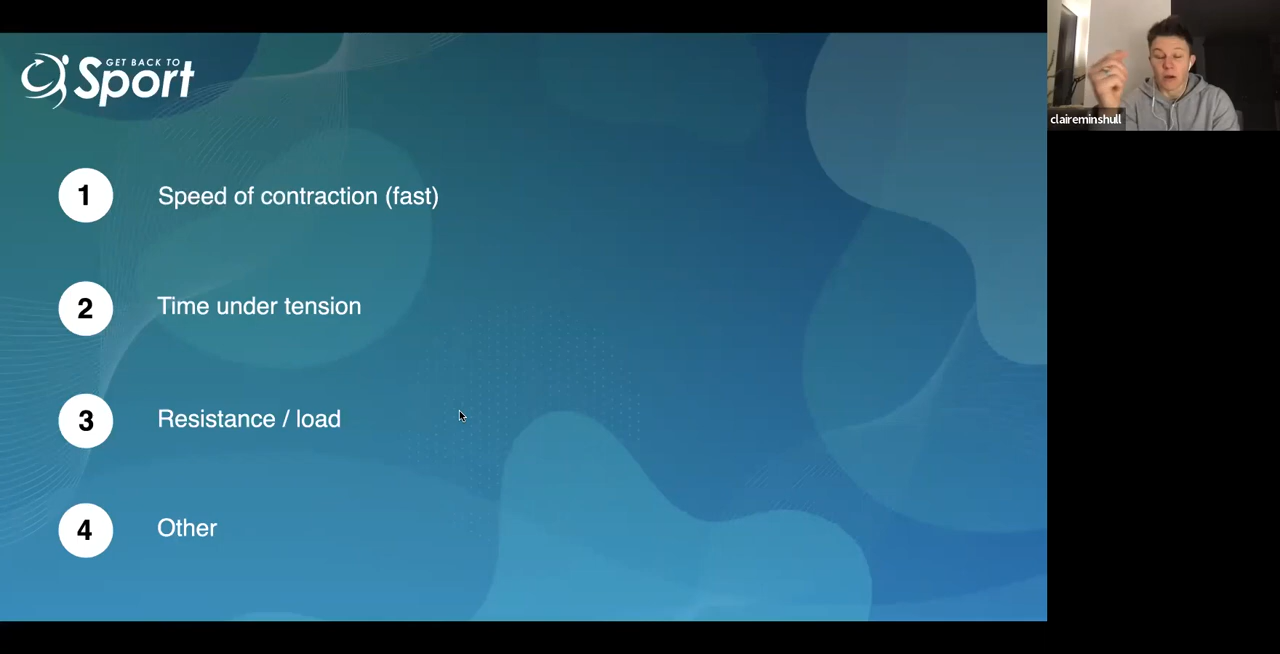 GET BACK TO
Sport
claireminshull
1 Speed of contraction (fast)
2 Time under tension
3 Resistance / load
4 Other